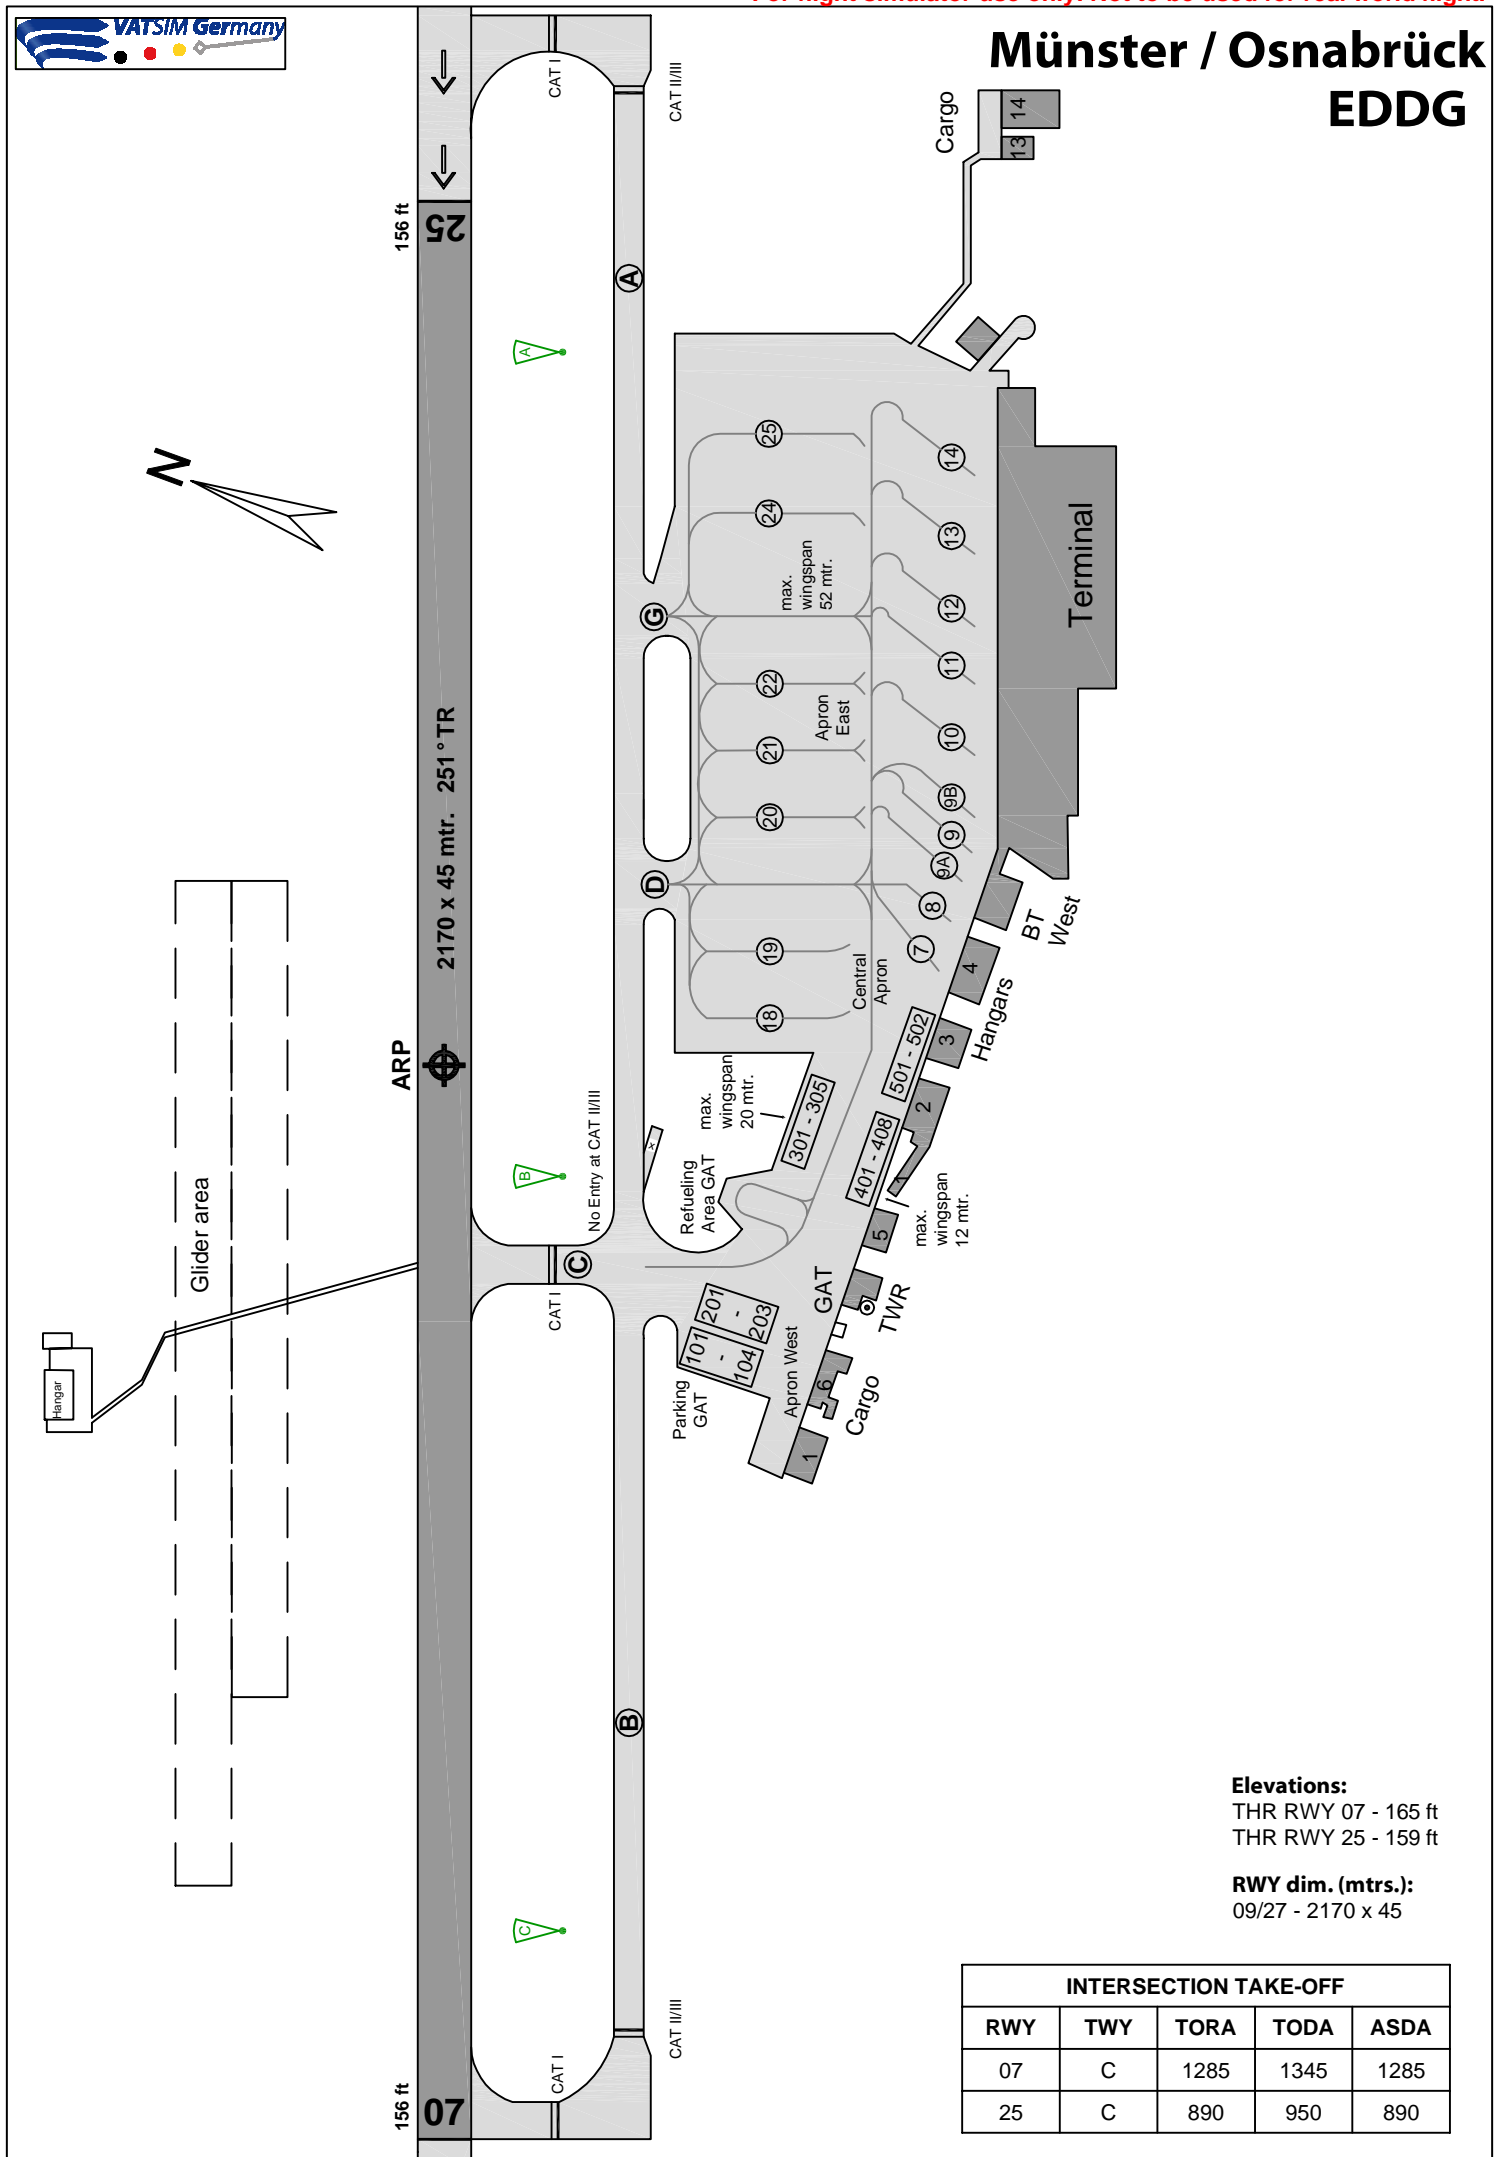 VATSIM Germany
Münster / Osnabrück
EDDG
CAT I
CAT II/III
Cargo
14
13
156 ft
25
A
A
N
25
14
24
13
max.
wingspan
52 mtr.
12
G
11
Terminal
22
Apron
East
10
21
9B
20
9
9A
2170 x 45 mtr. 251° TR
D
8
BT
West
7
19
4
Central
Apron
18
Hangars
3
501 - 502
ARP
max.
wingspan
20 mtr.
301 - 305
2
401 - 408
No Entry at CAT II/III
x
B
Refueling
Area GAT
max.
wingspan
12 mtr.
5
Glider area
C
GAT
TWR
CAT I
201
-
203
101
-
104
Apron West
6
Cargo
Parking
GAT
1
Hangar
B
C
CAT II/III
CAT I
156 ft
07
Elevations:
THR RWY 07 - 165 ft
THR RWY 25 - 159 ft
RWY dim. (mtrs.):
09/27 - 2170 x 45
INTERSECTION TAKE-OFF
RWY TWY TORA TODA ASDA
07 C 1285 1345 1285
25 C 890 950 890